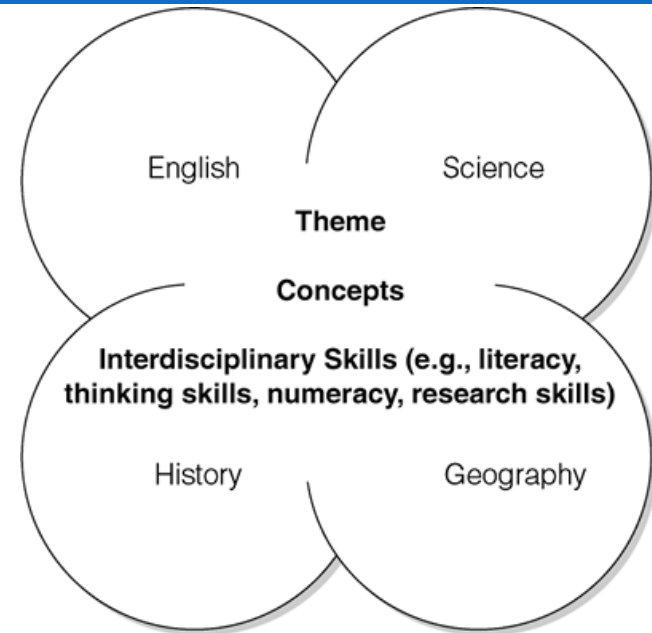 English
Science
Theme
Concepts
Interdisciplinary Skills (e.g., literacy,
thinking skills, numeracy, research skills)
History
Geography